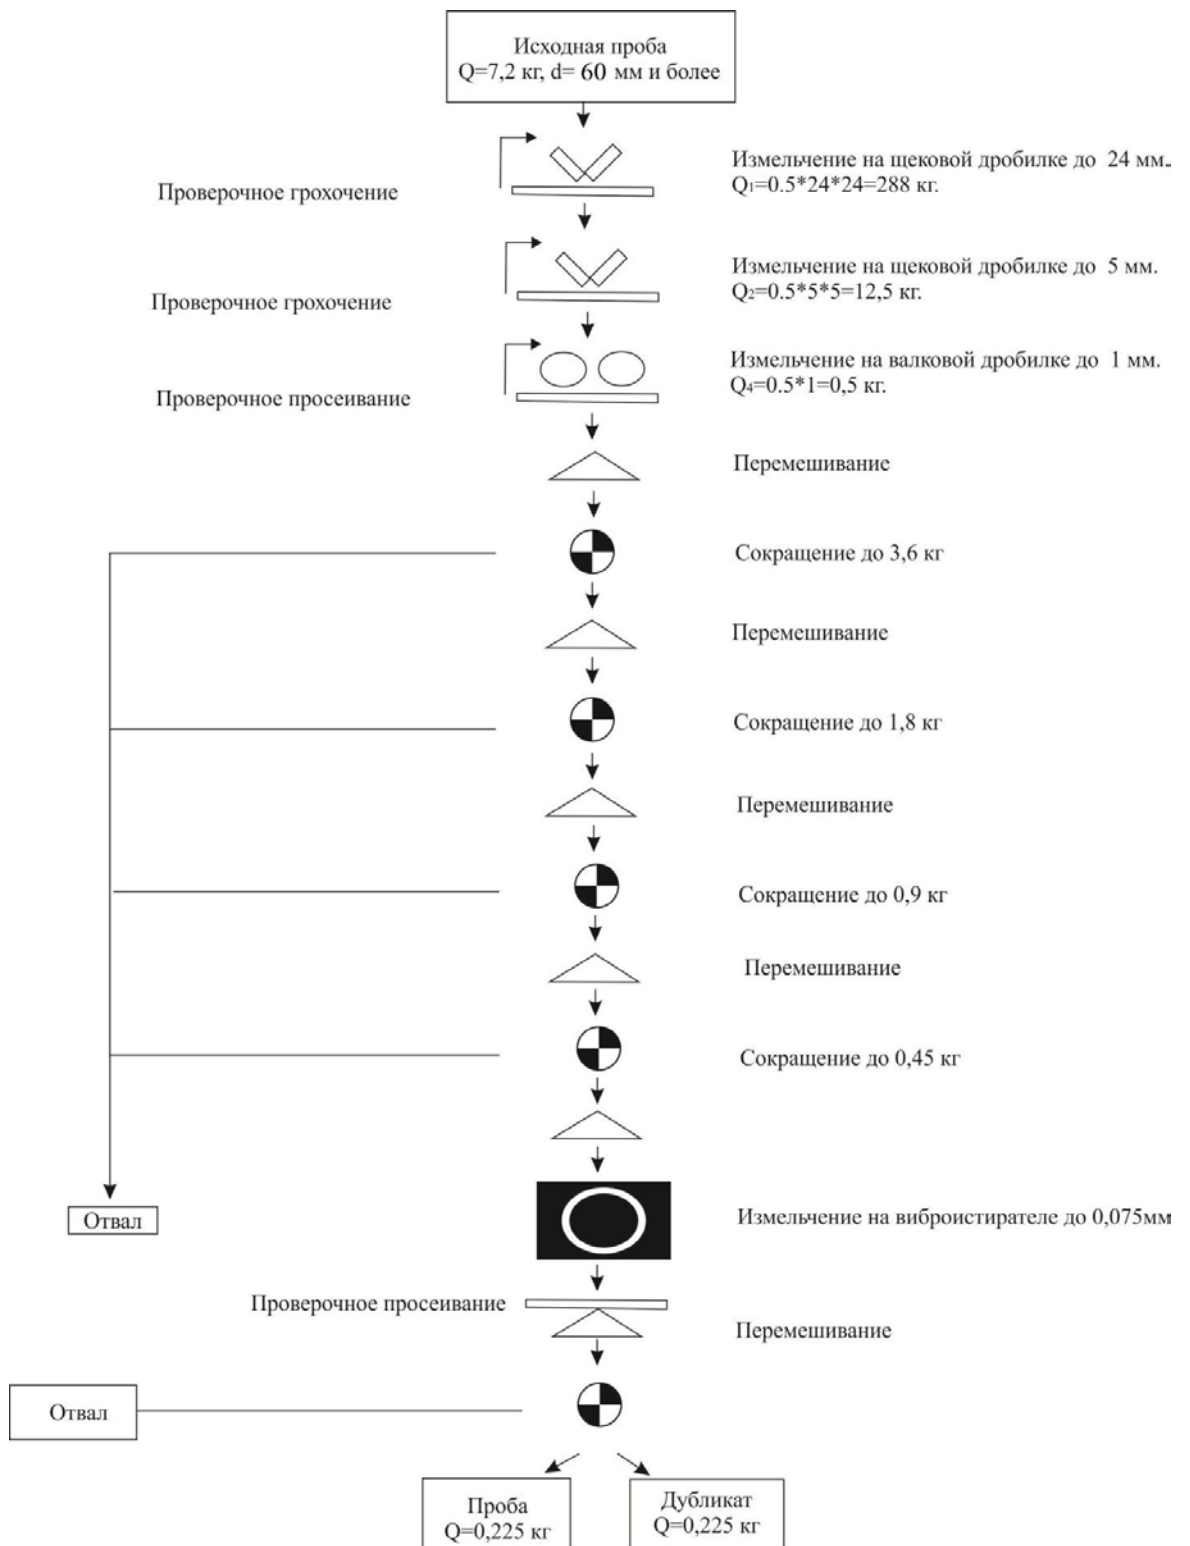 Исходная проба
Q=7,2 кг, d= 60 мм и более
Измельчение на щековой дробилке до 24 мм.
Q1=0.5*24*24=288 кг.
Проверочное грохочение
Измельчение на щековой дробилке до 5 мм.
Q2=0.5*5*5=12,5 кг.
Проверочное грохочение
Измельчение на валковой дробилке до 1 мм.
Q4=0.5*1=0,5 кг.
Проверочное просеивание
Перемешивание
Сокращение до 3,6 кг
Перемешивание
Сокращение до 1,8 кг
Перемешивание
Сокращение до 0,9 кг
Перемешивание
Сокращение до 0,45 кг
Отвал
Измельчение на виброистирателе до 0,075мм
Проверочное просеивание
Перемешивание
Отвал
Проба
Q=0,225 кг
Дубликат
Q=0,225 кг